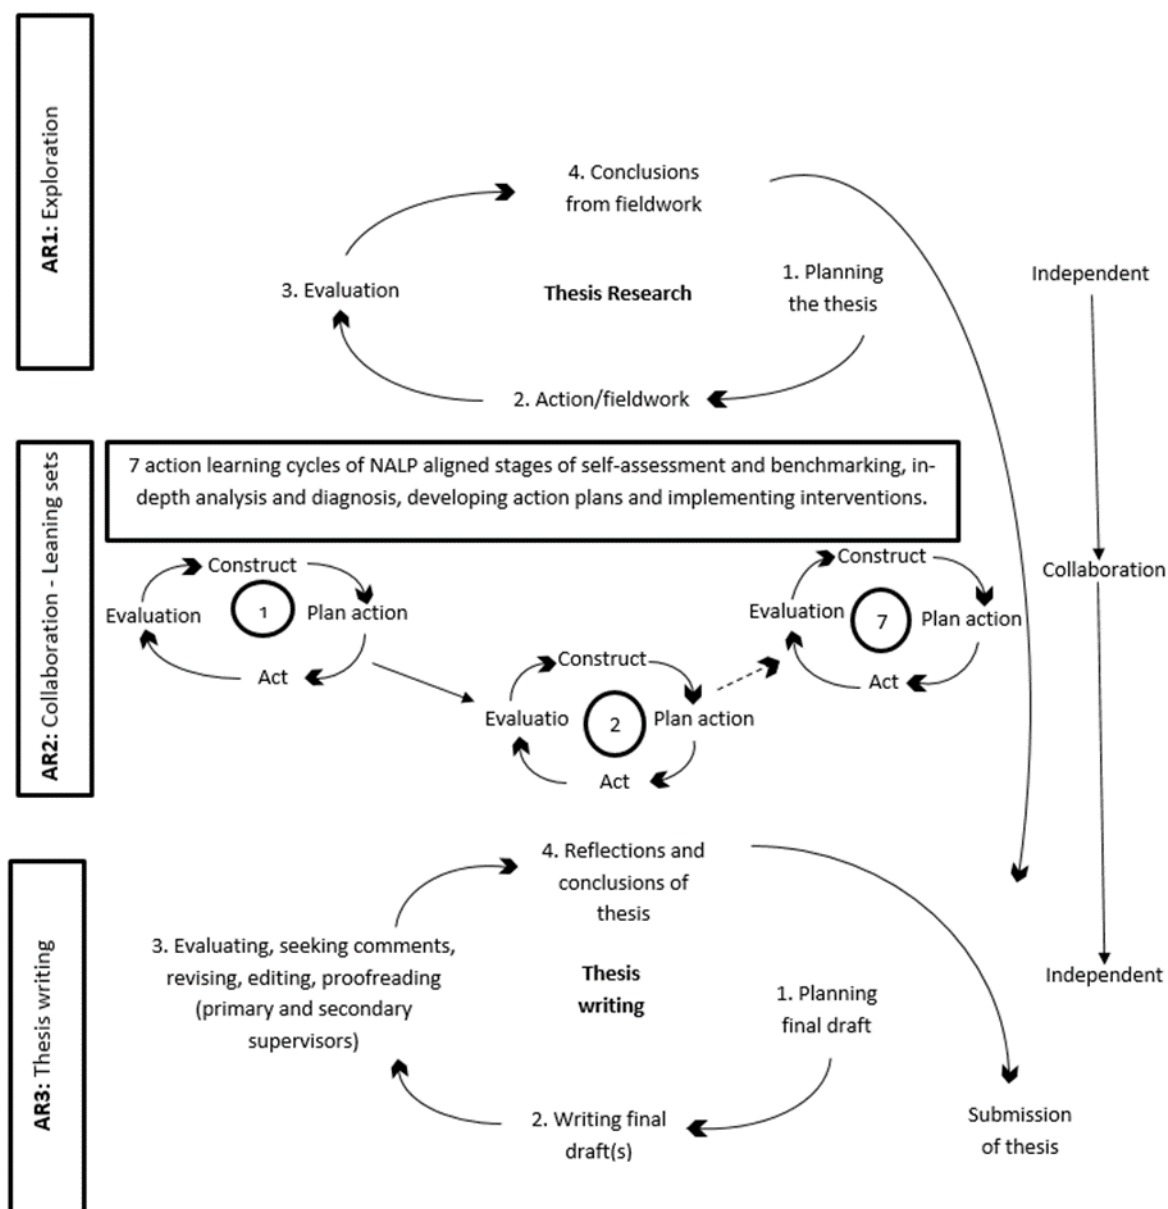 AR1: Exploration
4. Conclusions
from fieldwork
1. Planning
the thesis
3. Evaluation
Thesis Research
2. Action/fieldwork
Independent
AR2: Collaboration - Leaning sets
7 action learning cycles of NALP aligned stages of self-assessment and benchmarking, in-
depth analysis and diagnosis, developing action plans and implementing interventions.
Construct
Evaluation
1
Plan action
Act
Construct
Evaluatio
2
Plan action
Act
Construct
Evaluation
7
Plan action
Act
Collaboration
AR3: Thesis writing
4. Reflections and
conclusions of
thesis
3. Evaluating, seeking comments,
revising, editing, proofreading
(primary and secondary
supervisors)
Thesis
writing
1. Planning
final draft
2. Writing final
draft(s)
Independent
Submission
of thesis